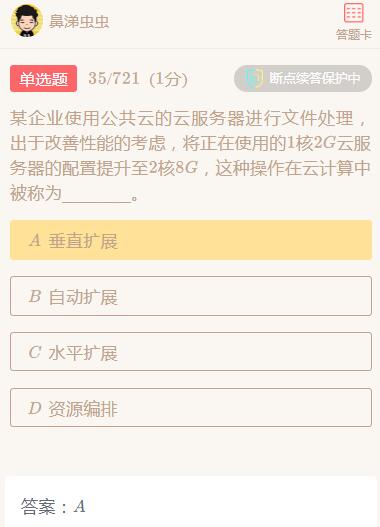 鼻涕虫虫
答题卡
单选题 35/721 (1分) 断点续答保护中
某企业使用公共云的云服务器进行文件处理，
出于改善性能的考虑，将正在使用的1核2G云服
务器的配置提升至2核8G，这种操作在云计算中
被称为________。
A 垂直扩展
B 自动扩展
C 水平扩展
D 资源编排
答案：A